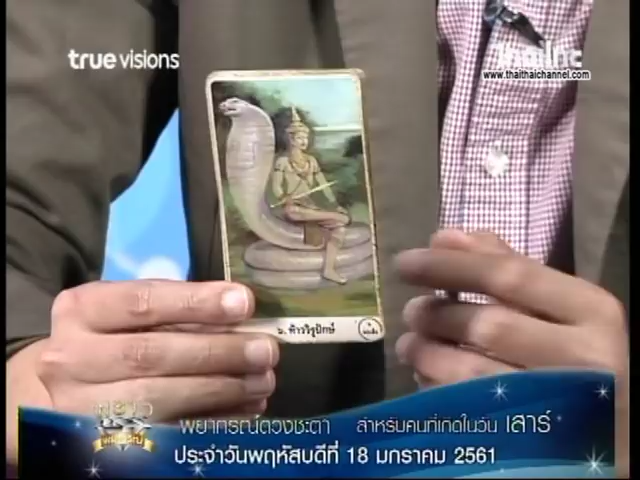 true visions
www.thaithaichannel.com
๖. ท้าววิรูปักษ์
พยากรณ์ดวงชะตา สำหรับคนที่เกิดในวัน เสาร์
ประจำวันพฤหัสบดีที่ 18 มกราคม 2561